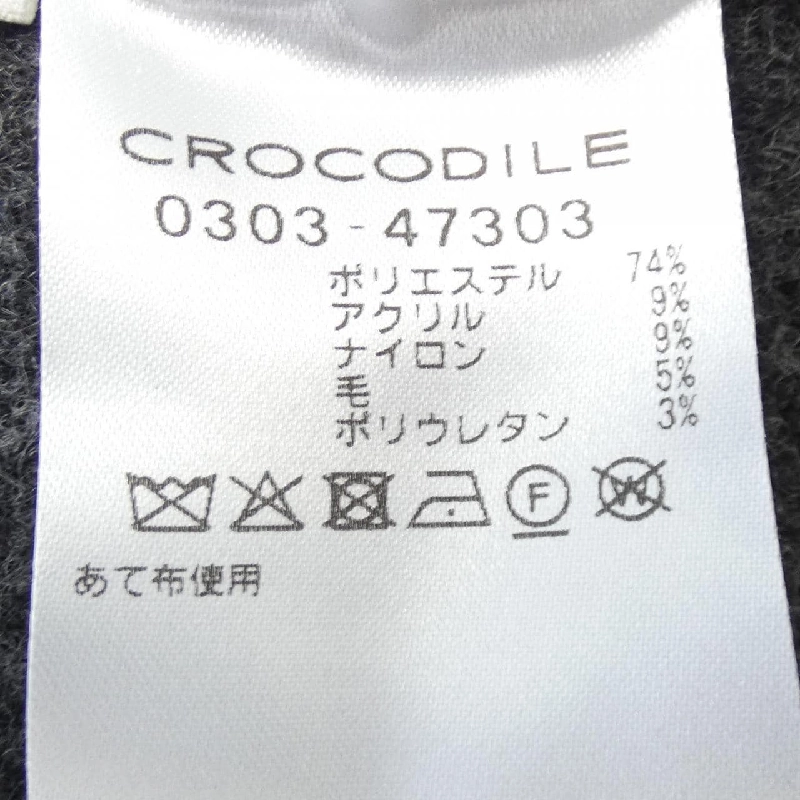 CROCODILE
0303-47303
ポリエステル 74%
アクリル 9%
ナイロン 9%
毛 5%
ポリウレタン 3%
F W
あて布使用